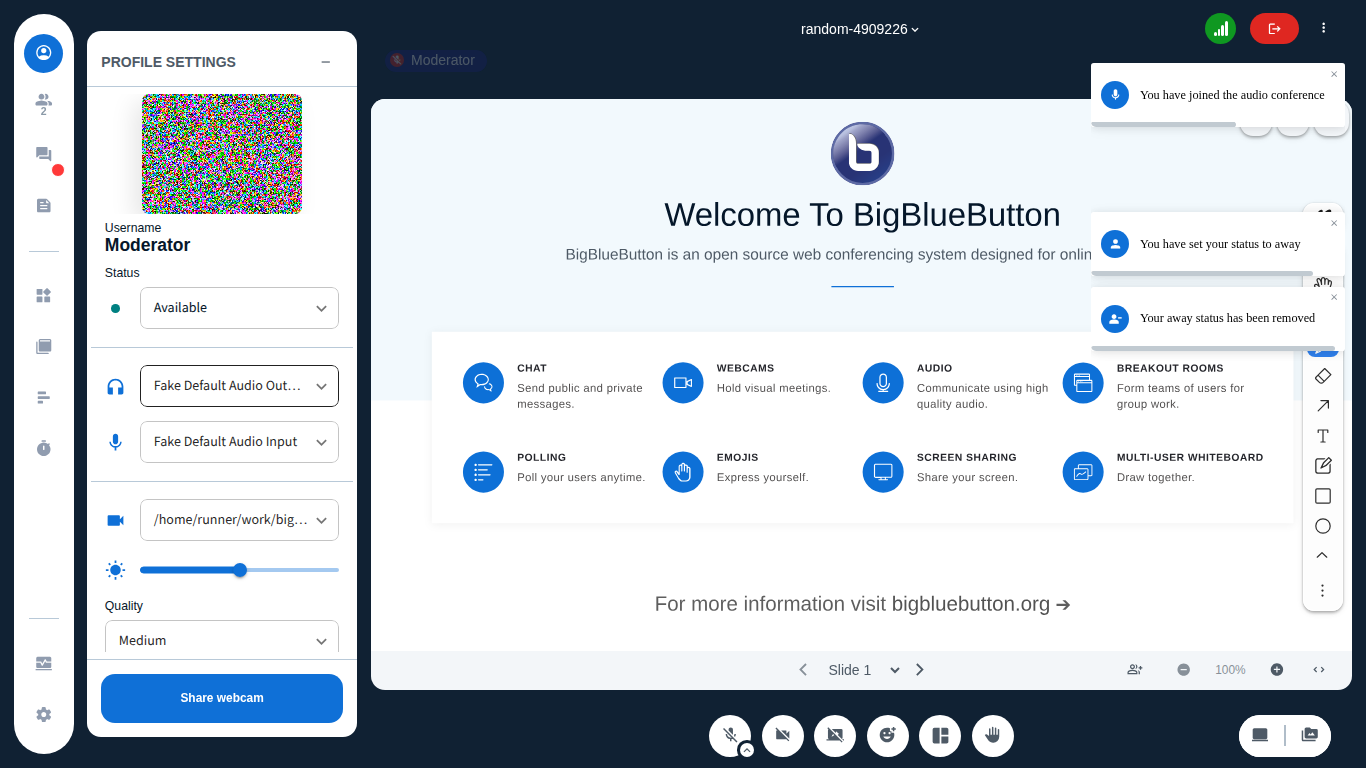 random-4909226
PROFILE SETTINGS
2
Moderator
Username
Moderator
Status
Available
Fake Default Audio Out…
Fake Default Audio Input
/home/runner/work/big…
Quality
Medium
Share webcam
You have joined the audio conference
You have set your status to away
Your away status has been removed
Welcome To BigBlueButton
BigBlueButton is an open source web conferencing system designed for onlin
CHAT
Send public and private
messages.
WEBCAMS
Hold visual meetings.
AUDIO
Communicate using high
quality audio.
BREAKOUT ROOMS
Form teams of users for
group work.
POLLING
Poll your users anytime.
EMOJIS
Express yourself.
SCREEN SHARING
Share your screen.
MULTI-USER WHITEBOARD
Draw together.
For more information visit bigbluebutton.org ➔
Slide 1
100%